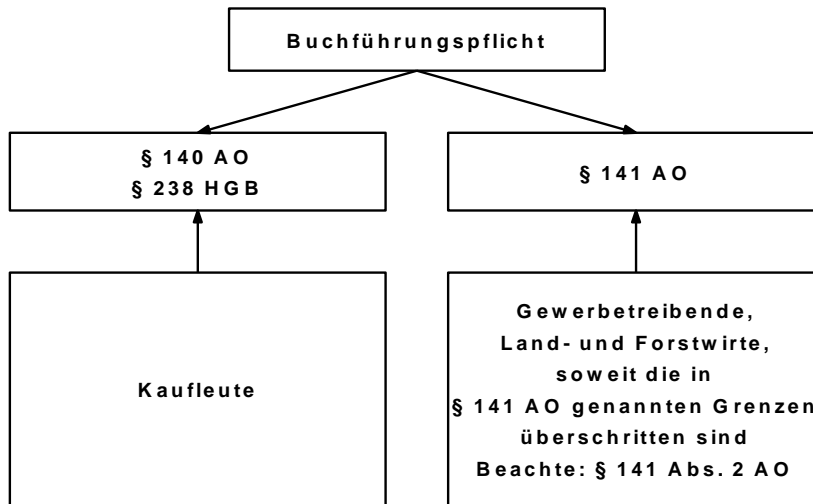 Buchführungspflicht
§ 140 AO
§ 238 HGB
§ 141 AO
Kaufleute
Gewerbetreibende,
Land- und Forstwirte,
soweit die in
§ 141 AO genannten Grenzen
überschritten sind
Beachte: § 141 Abs. 2 AO